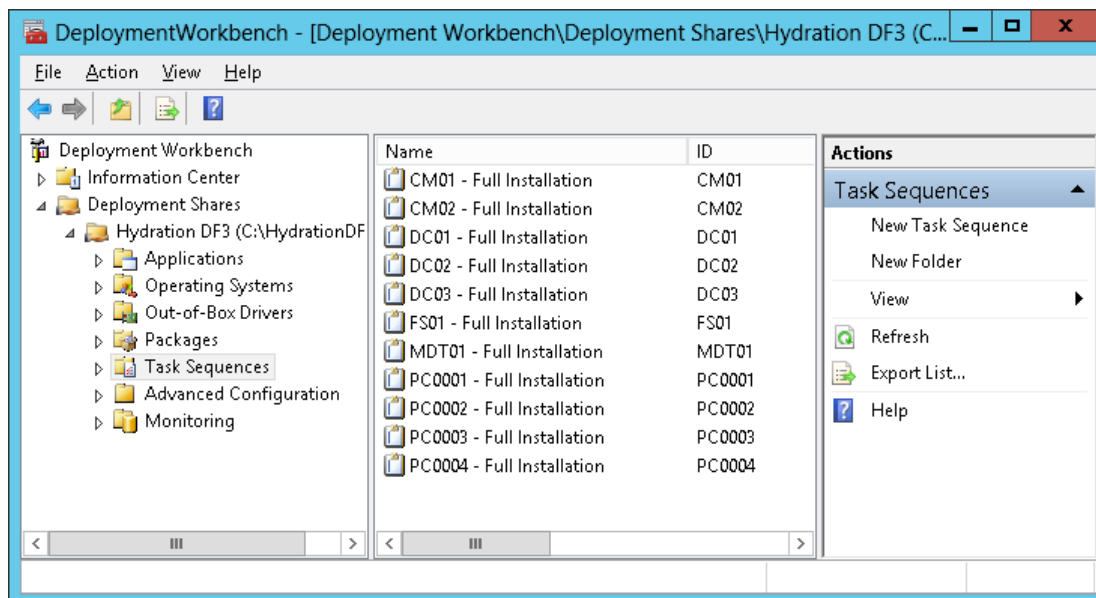 DeploymentWorkbench - [Deployment Workbench\Deployment Shares\Hydration DF3 (C...
File Action View Help
Deployment Workbench
Information Center
Deployment Shares
Hydration DF3 (C:\HydrationDF
Applications
Operating Systems
Out-of-Box Drivers
Packages
Task Sequences
Advanced Configuration
Monitoring
Name ID
CM01 - Full Installation CM01
CM02 - Full Installation CM02
DC01 - Full Installation DC01
DC02 - Full Installation DC02
DC03 - Full Installation DC03
FS01 - Full Installation FS01
MDT01 - Full Installation MDT01
PC0001 - Full Installation PC0001
PC0002 - Full Installation PC0002
PC0003 - Full Installation PC0003
PC0004 - Full Installation PC0004
Actions
Task Sequences
New Task Sequence
New Folder
View
Refresh
Export List...
Help